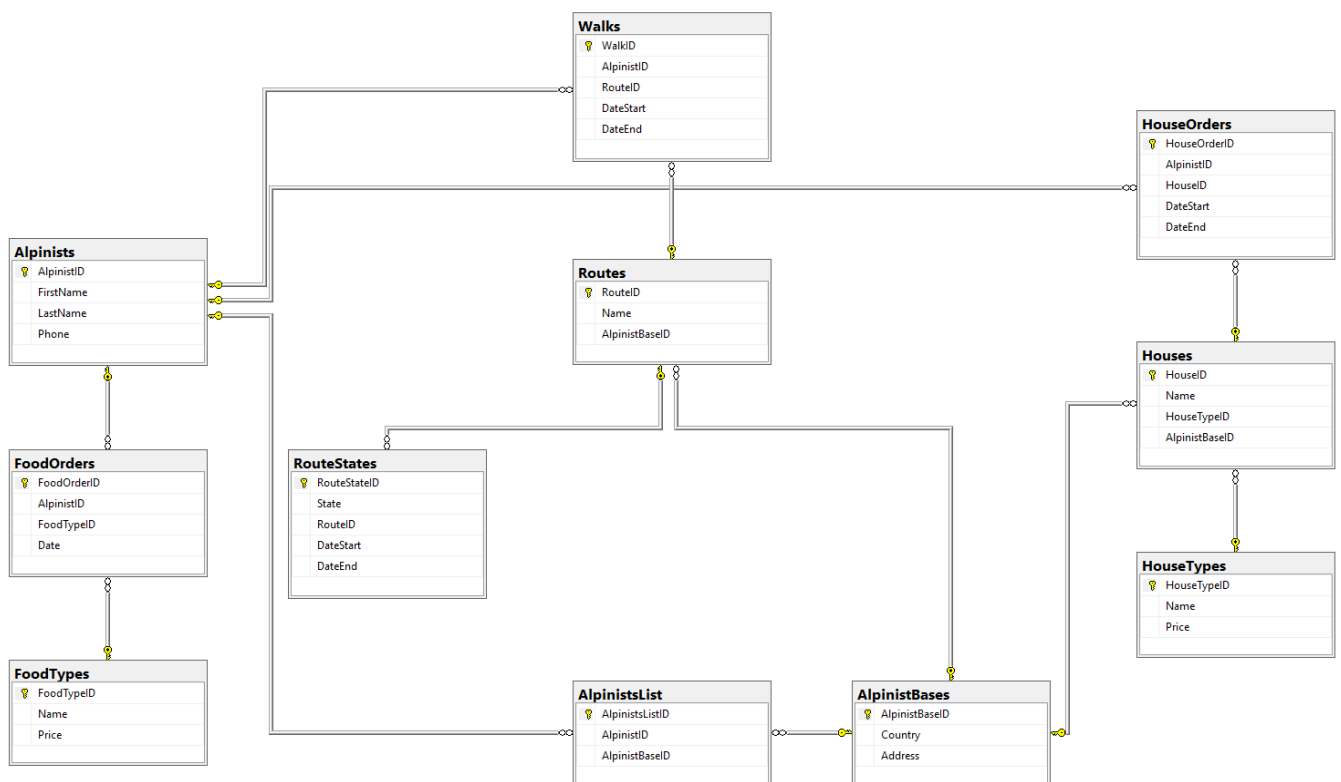 Walks
WalkID
AlpinistID
RouteID
DateStart
DateEnd
HouseOrders
HouseOrderID
AlpinistID
HouseID
DateStart
DateEnd
Alpinists
AlpinistID
FirstName
LastName
Phone
Routes
RouteID
Name
AlpinistBaseID
Houses
HouseID
Name
HouseTypeID
AlpinistBaseID
FoodOrders
FoodOrderID
AlpinistID
FoodTypeID
Date
RouteStates
RouteStateID
State
RouteID
DateStart
DateEnd
HouseTypes
HouseTypeID
Name
Price
FoodTypes
FoodTypeID
Name
Price
AlpinistsList
AlpinistsListID
AlpinistID
AlpinistBaseID
AlpinistBases
AlpinistBaseID
Country
Address